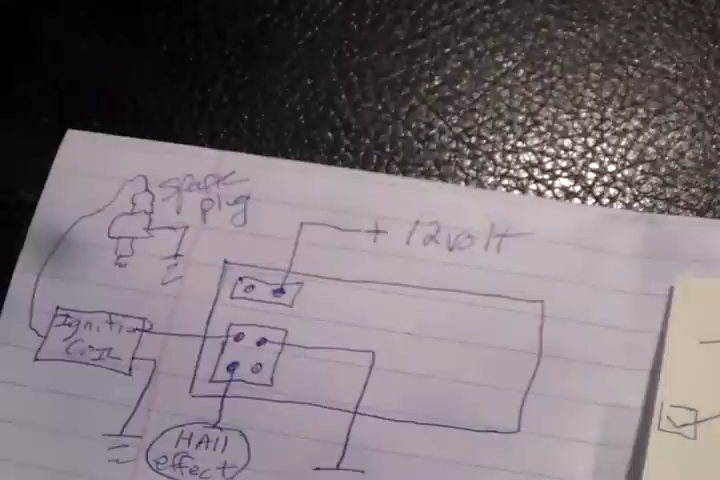 Spark
plug
+ 12volt
Ignition
Coil
HAll
effect